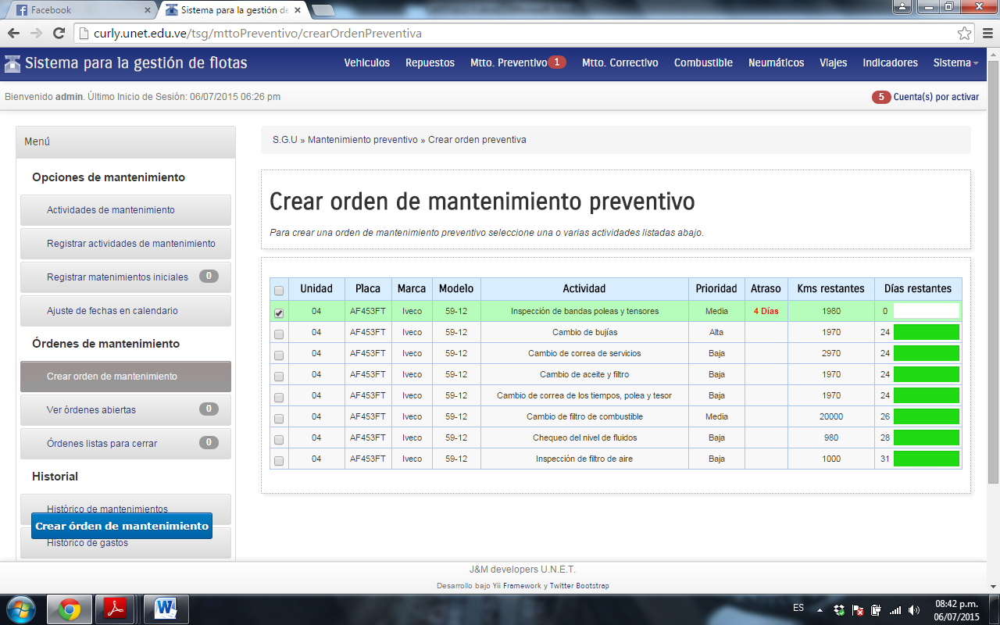 Facebook
Sistema para la gestión de
curly.unet.edu.ve/tsg/mttoPreventivo/crearOrdenPreventiva
Sistema para la gestión de flotas Vehiculos Repuestos Mtto. Preventivo 1 Mtto. Correctivo Combustible Neumáticos Viajes Indicadores Sistema
Bienvenido admin. Último Inicio de Sesión: 06/07/2015 06:26 pm 5 Cuenta(s) por activar
Menú
Opciones de mantenimiento
Actividades de mantenimiento
Registrar actividades de mantenimiento
Registrar matenimientos iniciales 0
Ajuste de fechas en calendario
Órdenes de mantenimiento
Crear orden de mantenimiento
Ver órdenes abiertas 0
Órdenes listas para cerrar 0
Historial
Histórico de mantenimientos
Crear órden de mantenimiento
Histórico de gastos
S.G.U » Mantenimiento preventivo » Crear orden preventiva
Crear orden de mantenimiento preventivo
Para crear una orden de mantenimiento preventivo seleccione una o varias actividades listadas abajo.
Unidad Placa Marca Modelo Actividad Prioridad Atraso Kms restantes Días restantes
04 AF453FT Iveco 59-12 Inspección de bandas poleas y tensores Media 4 Días 1980 0
04 AF453FT Iveco 59-12 Cambio de bujías Alta 1970 24
04 AF453FT Iveco 59-12 Cambio de correa de servicios Baja 2970 24
04 AF453FT Iveco 59-12 Cambio de aceite y filtro Baja 1970 24
04 AF453FT Iveco 59-12 Cambio de correa de los tiempos, polea y tesor Baja 1970 24
04 AF453FT Iveco 59-12 Cambio de filtro de combustible Media 20000 26
04 AF453FT Iveco 59-12 Chequeo del nivel de fluidos Baja 980 28
04 AF453FT Iveco 59-12 Inspección de filtro de aire Baja 1000 31
J&M developers U.N.E.T.
Desarrollo bajo Yii Framework y Twitter Bootstrap
ES
08:42 p.m.
06/07/2015